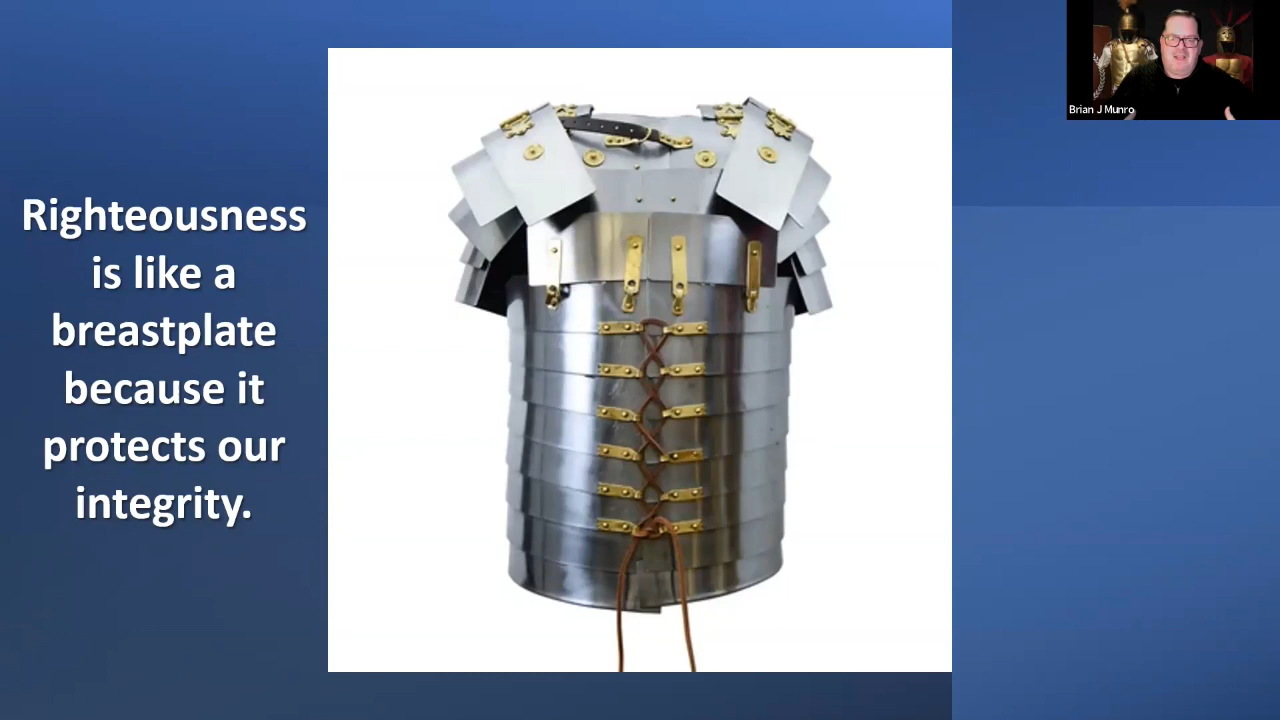 Righteousness
is like a
breastplate
because it
protects our
integrity.
Brian J Munro